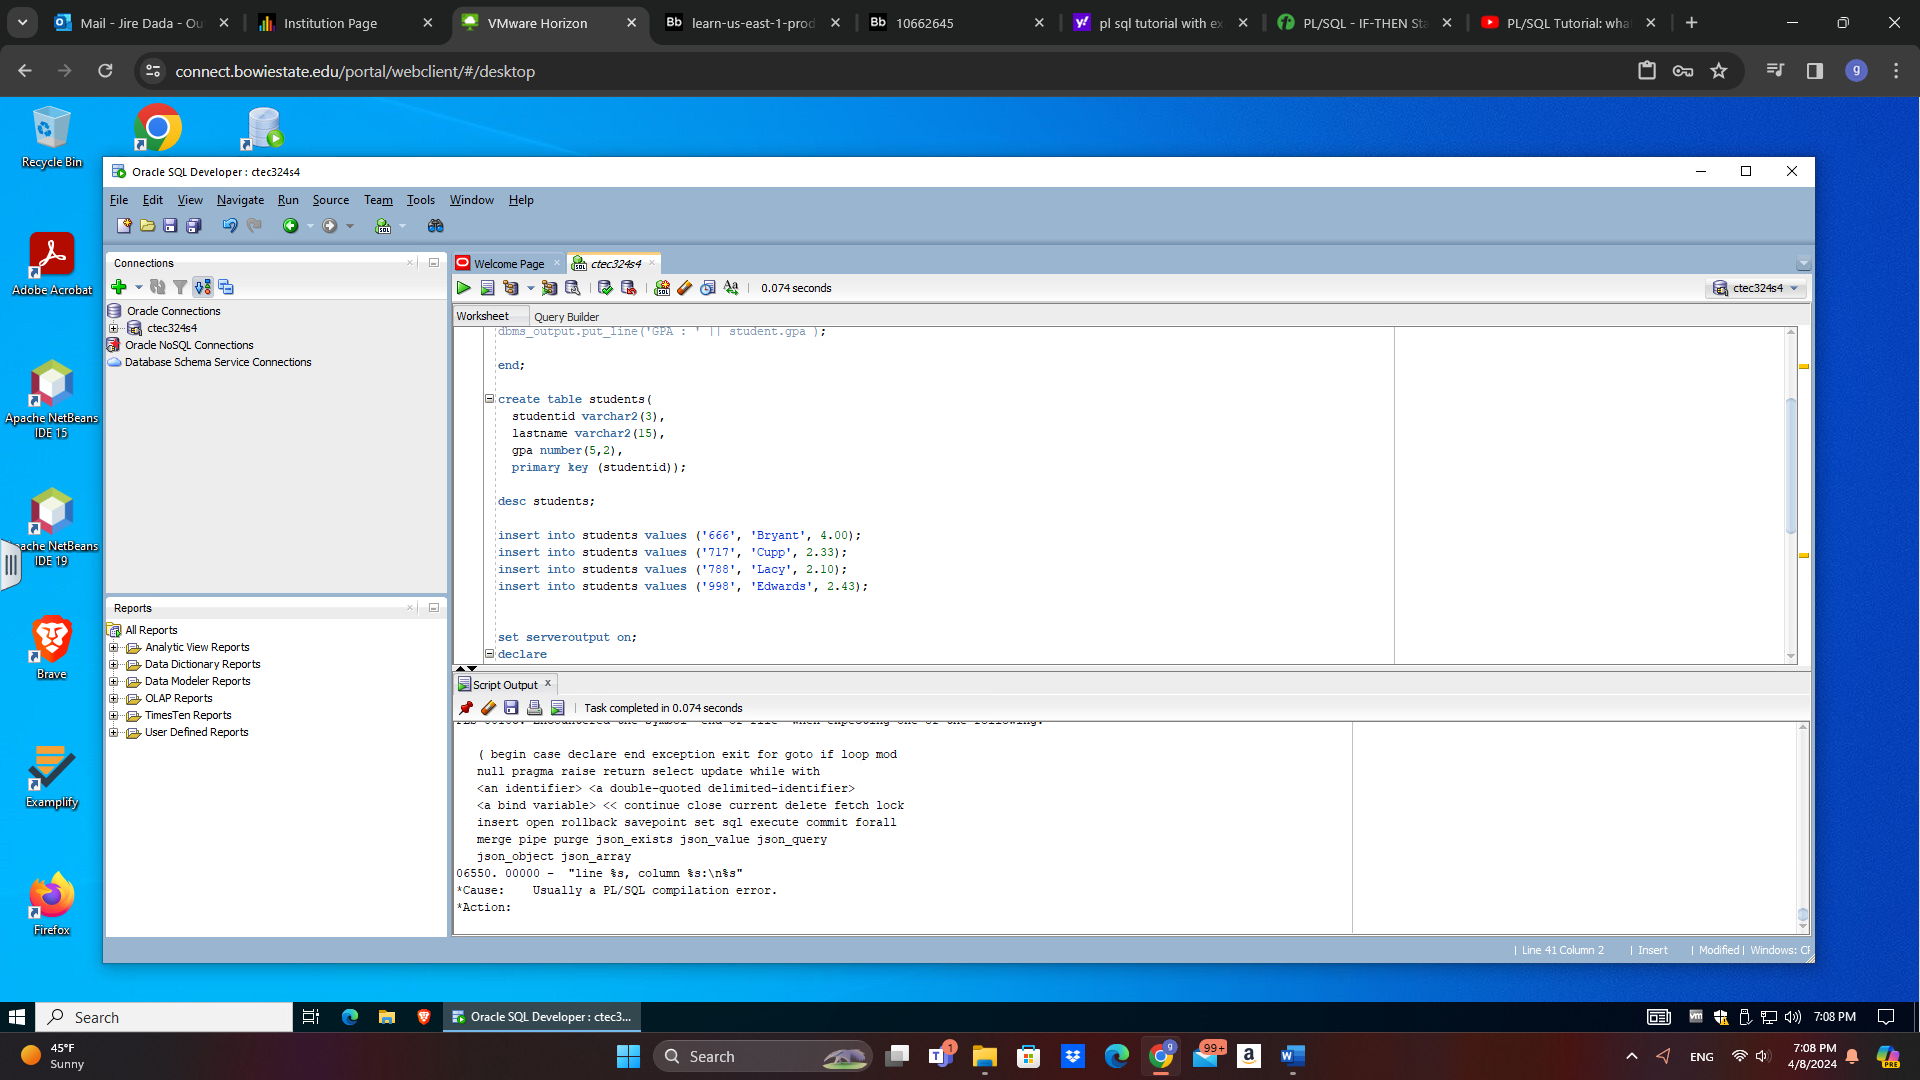 Mail - Jire Dada - Ou
Institution Page
VMware Horizon
Bb learn-us-east-1-prod
Bb 10662645
pl sql tutorial with ex
PL/SQL - IF-THEN Sta
PL/SQL Tutorial: wha
connect.bowiestate.edu/portal/webclient/#/desktop
g
Recycle Bin
Adobe Acrobat
Apache NetBeans
IDE 15
ache NetBeans
IDE 19
Brave
Examplify
Firefox
Oracle SQL Developer : ctec324s4
File Edit View Navigate Run Source Team Tools Window Help
Connections
Oracle Connections
ctec324s4
Oracle NoSQL Connections
Database Schema Service Connections
Reports
All Reports
Analytic View Reports
Data Dictionary Reports
Data Modeler Reports
OLAP Reports
TimesTen Reports
User Defined Reports
Welcome Page
ctec324s4
0.074 seconds
ctec324s4
Worksheet Query Builder
dbms_output.put_line('GPA : ' || student.gpa );
end;
create table students(
studentid varchar2(3),
lastname varchar2(15),
gpa number(5,2),
primary key (studentid));
desc students;
insert into students values ('666', 'Bryant', 4.00);
insert into students values ('717', 'Cupp', 2.33);
insert into students values ('788', 'Lacy', 2.10);
insert into students values ('998', 'Edwards', 2.43);
set serveroutput on;
declare
Script Output
Task completed in 0.074 seconds
( begin case declare end exception exit for goto if loop mod
null pragma raise return select update while with
<an identifier> <a double-quoted delimited-identifier>
<a bind variable> << continue close current delete fetch lock
insert open rollback savepoint set sql execute commit forall
merge pipe purge json_exists json_value json_query
json_object json_array
06550. 00000 -  "line %s, column %s:\n%s"
*Cause:    Usually a PL/SQL compilation error.
*Action:
Line 41 Column 2 | Insert | Modified | Windows: CR
Search
Oracle SQL Developer : ctec3...
7:08 PM
45°F
Sunny
Search
1
99+
g
ENG
7:08 PM
4/8/2024
PRE